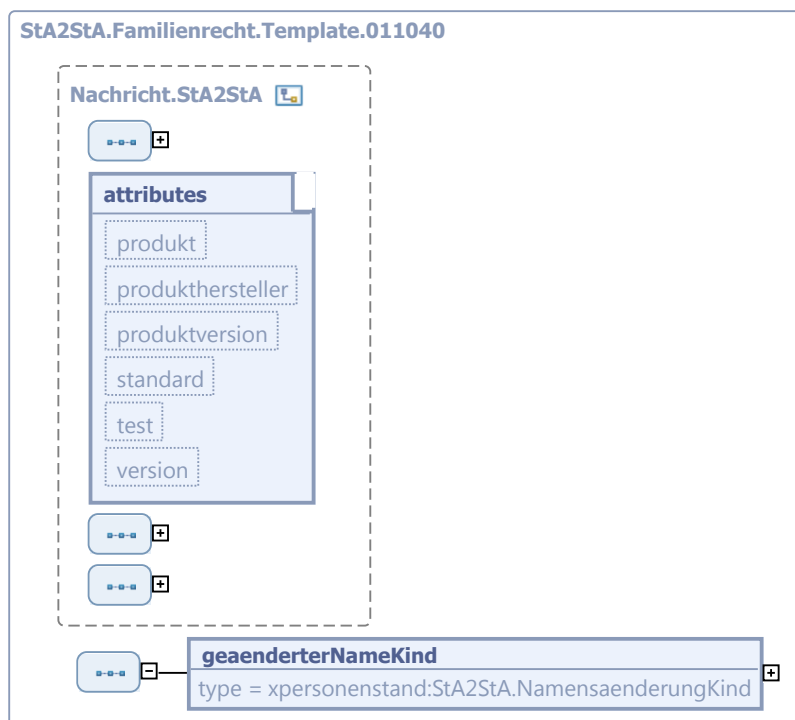 StA2StA.Familienrecht.Template.011040
Nachricht.StA2StA
attributes
produkt
produkthersteller
produktversion
standard
test
version
geaenderterNameKind
type = xpersonenstand:StA2StA.NamensaenderungKind